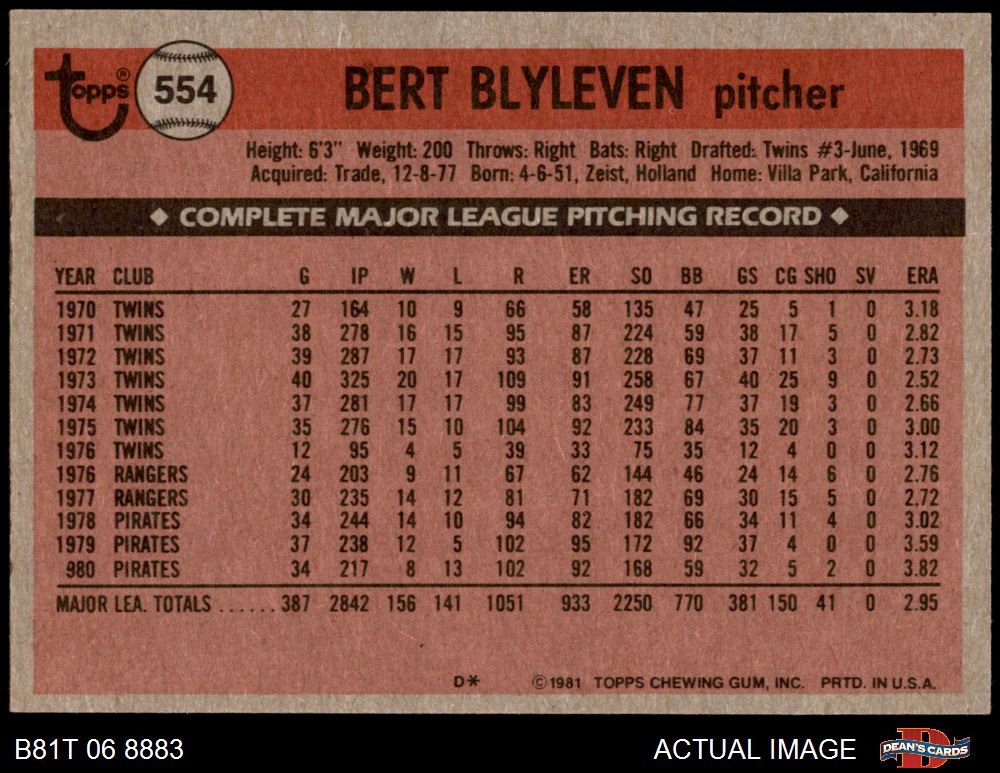 Topps® 554 BERT BLYLEVEN pitcher
Height: 6'3" Weight: 200 Throws: Right Bats: Right Drafted: Twins #3-June, 1969
Acquired: Trade, 12-8-77 Born: 4-6-51, Zeist, Holland Home: Villa Park, California
◆ COMPLETE MAJOR LEAGUE PITCHING RECORD ◆
YEAR CLUB G IP W L R ER SO BB GS CG SHO SV ERA
1970 TWINS 27 164 10 9 66 58 135 47 25 5 1 0 3.18
1971 TWINS 38 278 16 15 95 87 224 59 38 17 5 0 2.82
1972 TWINS 39 287 17 17 93 87 228 69 37 11 3 0 2.73
1973 TWINS 40 325 20 17 109 91 258 67 40 25 9 0 2.52
1974 TWINS 37 281 17 17 99 83 249 77 37 19 3 0 2.66
1975 TWINS 35 276 15 10 104 92 233 84 35 20 3 0 3.00
1976 TWINS 12 95 4 5 39 33 75 35 12 4 0 0 3.12
1976 RANGERS 24 203 9 11 67 62 144 46 24 14 6 0 2.76
1977 RANGERS 30 235 14 12 81 71 182 69 30 15 5 0 2.72
1978 PIRATES 34 244 14 10 94 82 182 66 34 11 4 0 3.02
1979 PIRATES 37 238 12 5 102 95 172 92 37 4 0 0 3.59
980 PIRATES 34 217 8 13 102 92 168 59 32 5 2 0 3.82
MAJOR LEA. TOTALS ...... 387 2842 156 141 1051 933 2250 770 381 150 41 0 2.95
D* ©1981 TOPPS CHEWING GUM, INC. PRTD. IN U.S.A.
B81T 06 8883 ACTUAL IMAGE DEAN'S CARDS